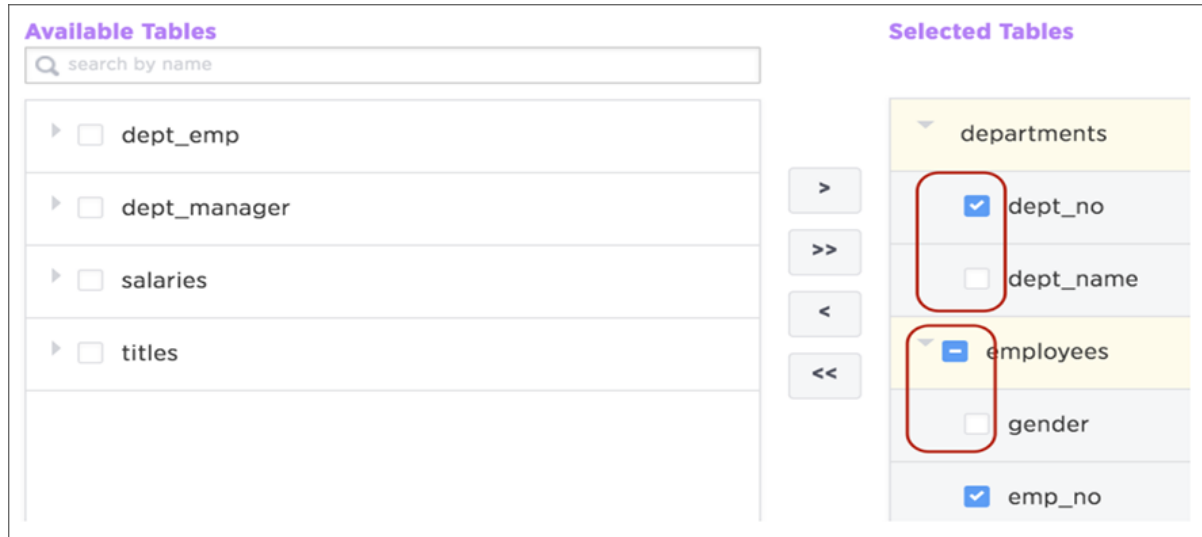 Available Tables
search by name
dept_emp
dept_manager
salaries
titles
>
>>
<
<<
Selected Tables
departments
dept_no
dept_name
employees
gender
emp_no